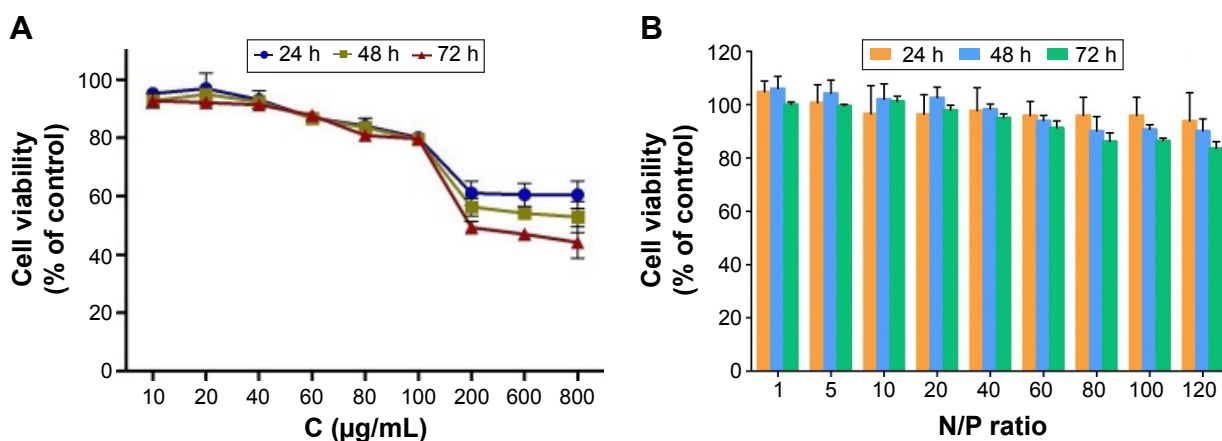 A
24 h 48 h 72 h
Cell viability
(% of control)
100
80
60
40
20
0
10 20 40 60 80 100 200 600 800
C (µg/mL)
B
24 h 48 h 72 h
Cell viability
(% of control)
120
100
80
60
40
20
0
1 5 10 20 40 60 80 100 120
N/P ratio